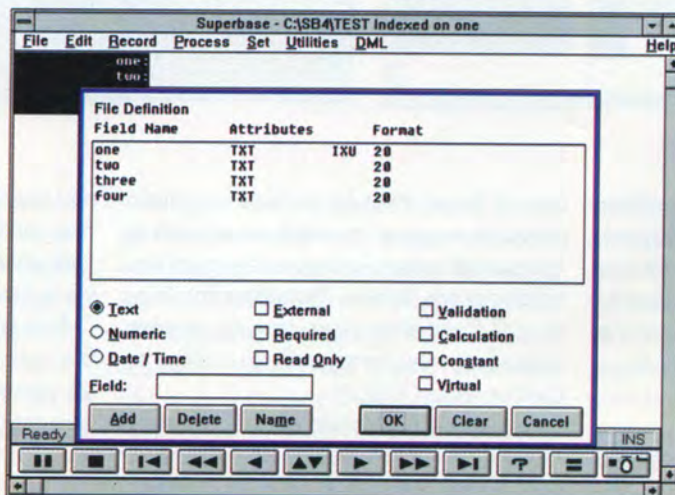 Superbase - C:\SB4\TEST Indexed on one
File Edit Record Process Set Utilities DML Help
one:
two:
File Definition
Field Name Attributes Format
one TXT IXU 20
two TXT 20
three TXT 20
four TXT 20
Text External Validation
Numeric Required Calculation
Date / Time Read Only Constant
Virtual
Field:
Add Delete Name OK Clear Cancel
Ready INS